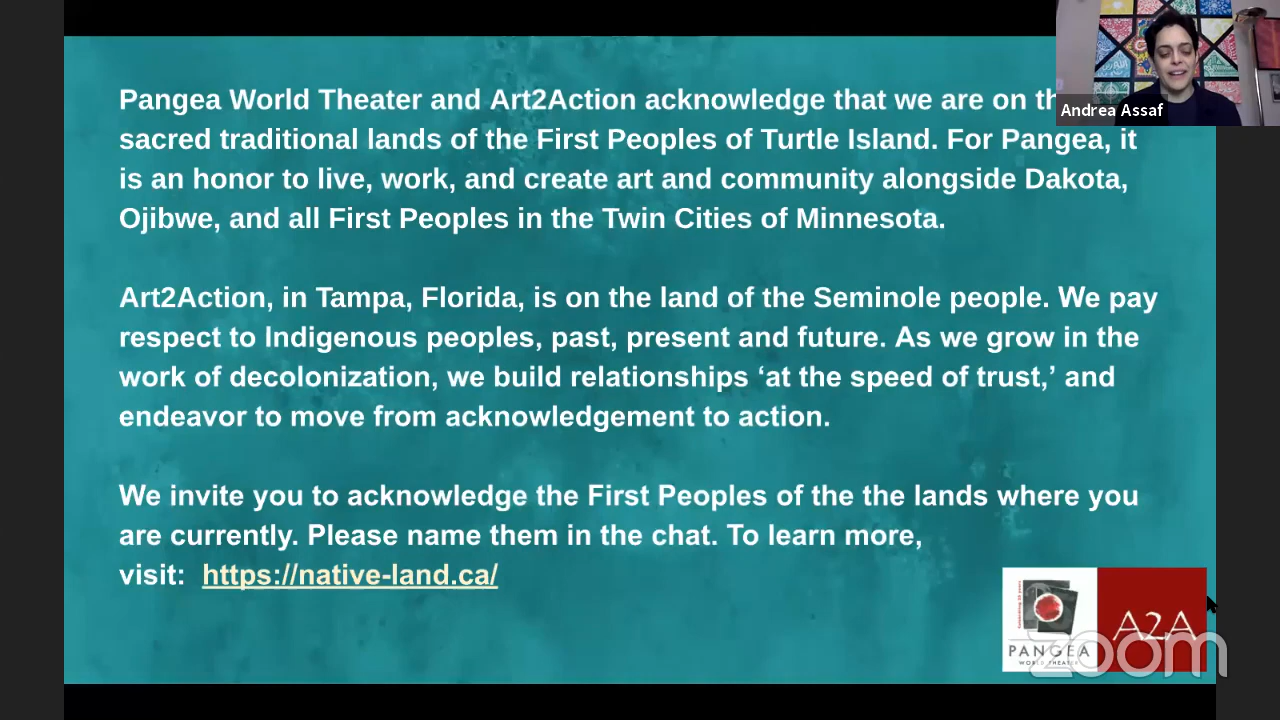 Pangea World Theater and Art2Action acknowledge that we are on
sacred traditional lands of the First Peoples of Turtle Island. For Pangea, it
is an honor to live, work, and create art and community alongside Dakota,
Ojibwe, and all First Peoples in the Twin Cities of Minnesota.
Art2Action, in Tampa, Florida, is on the land of the Seminole people. We pay
respect to Indigenous peoples, past, present and future. As we grow in the
work of decolonization, we build relationships ‘at the speed of trust,’ and
endeavor to move from acknowledgement to action.
We invite you to acknowledge the First Peoples of the the lands where you
are currently. Please name them in the chat. To learn more,
visit: https://native-land.ca/
Andrea Assaf
PANGEA
WORLD THEATER
A2A
zoom